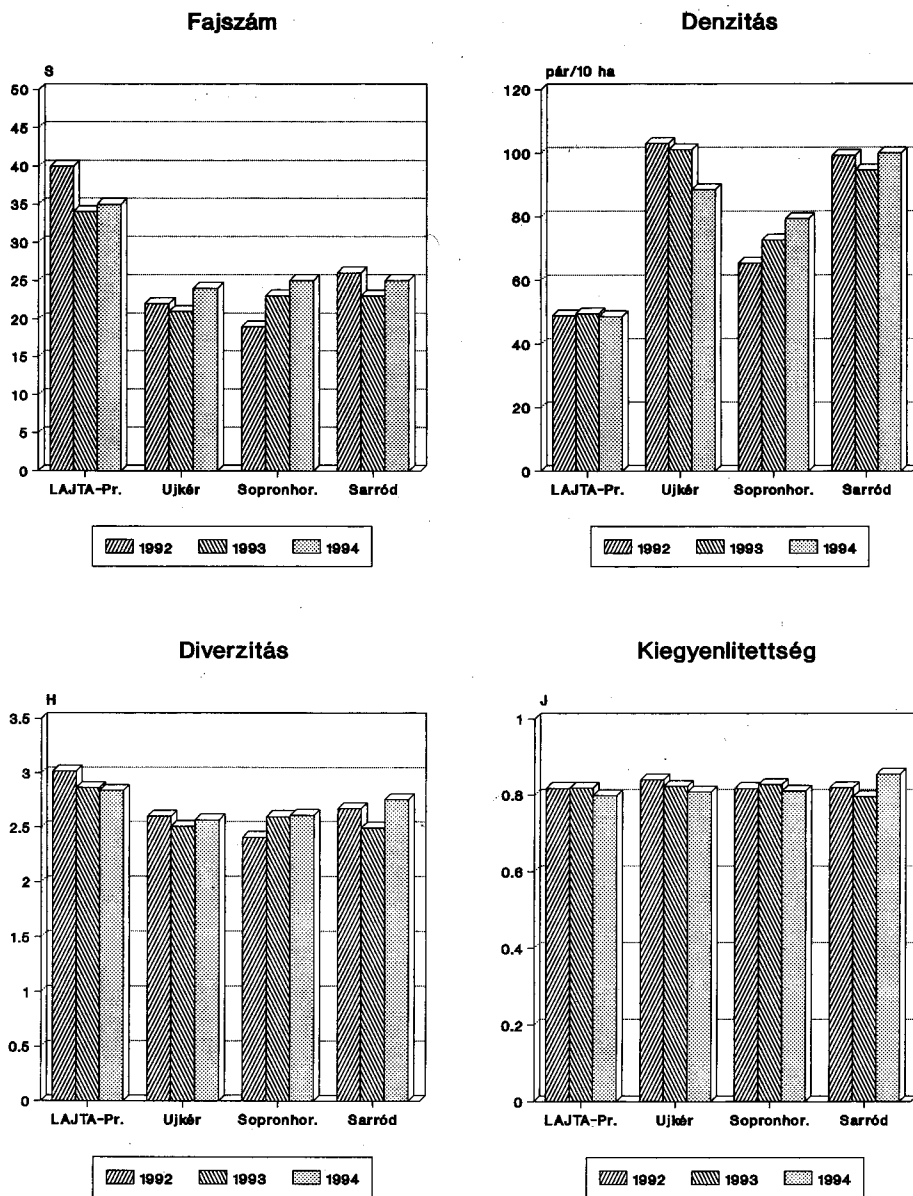 Fajszám
S
50
45
40
35
30
25
20
15
10
5
0
LAJTA-Pr. Ujkér Sopronhor. Sarród
1992 1993 1994
Denzitás
pár/10 ha
120
100
80
60
40
20
0
LAJTA-Pr. Ujkér Sopronhor. Sarród
1992 1993 1994
Diverzitás
H
3.5
3
2.5
2
1.5
1
0.5
0
LAJTA-Pr. Ujkér Sopronhor. Sarród
1992 1993 1994
Kiegyenlitettség
J
1
0.8
0.6
0.4
0.2
0
LAJTA-Pr. Ujkér Sopronhor. Sarród
1992 1993 1994